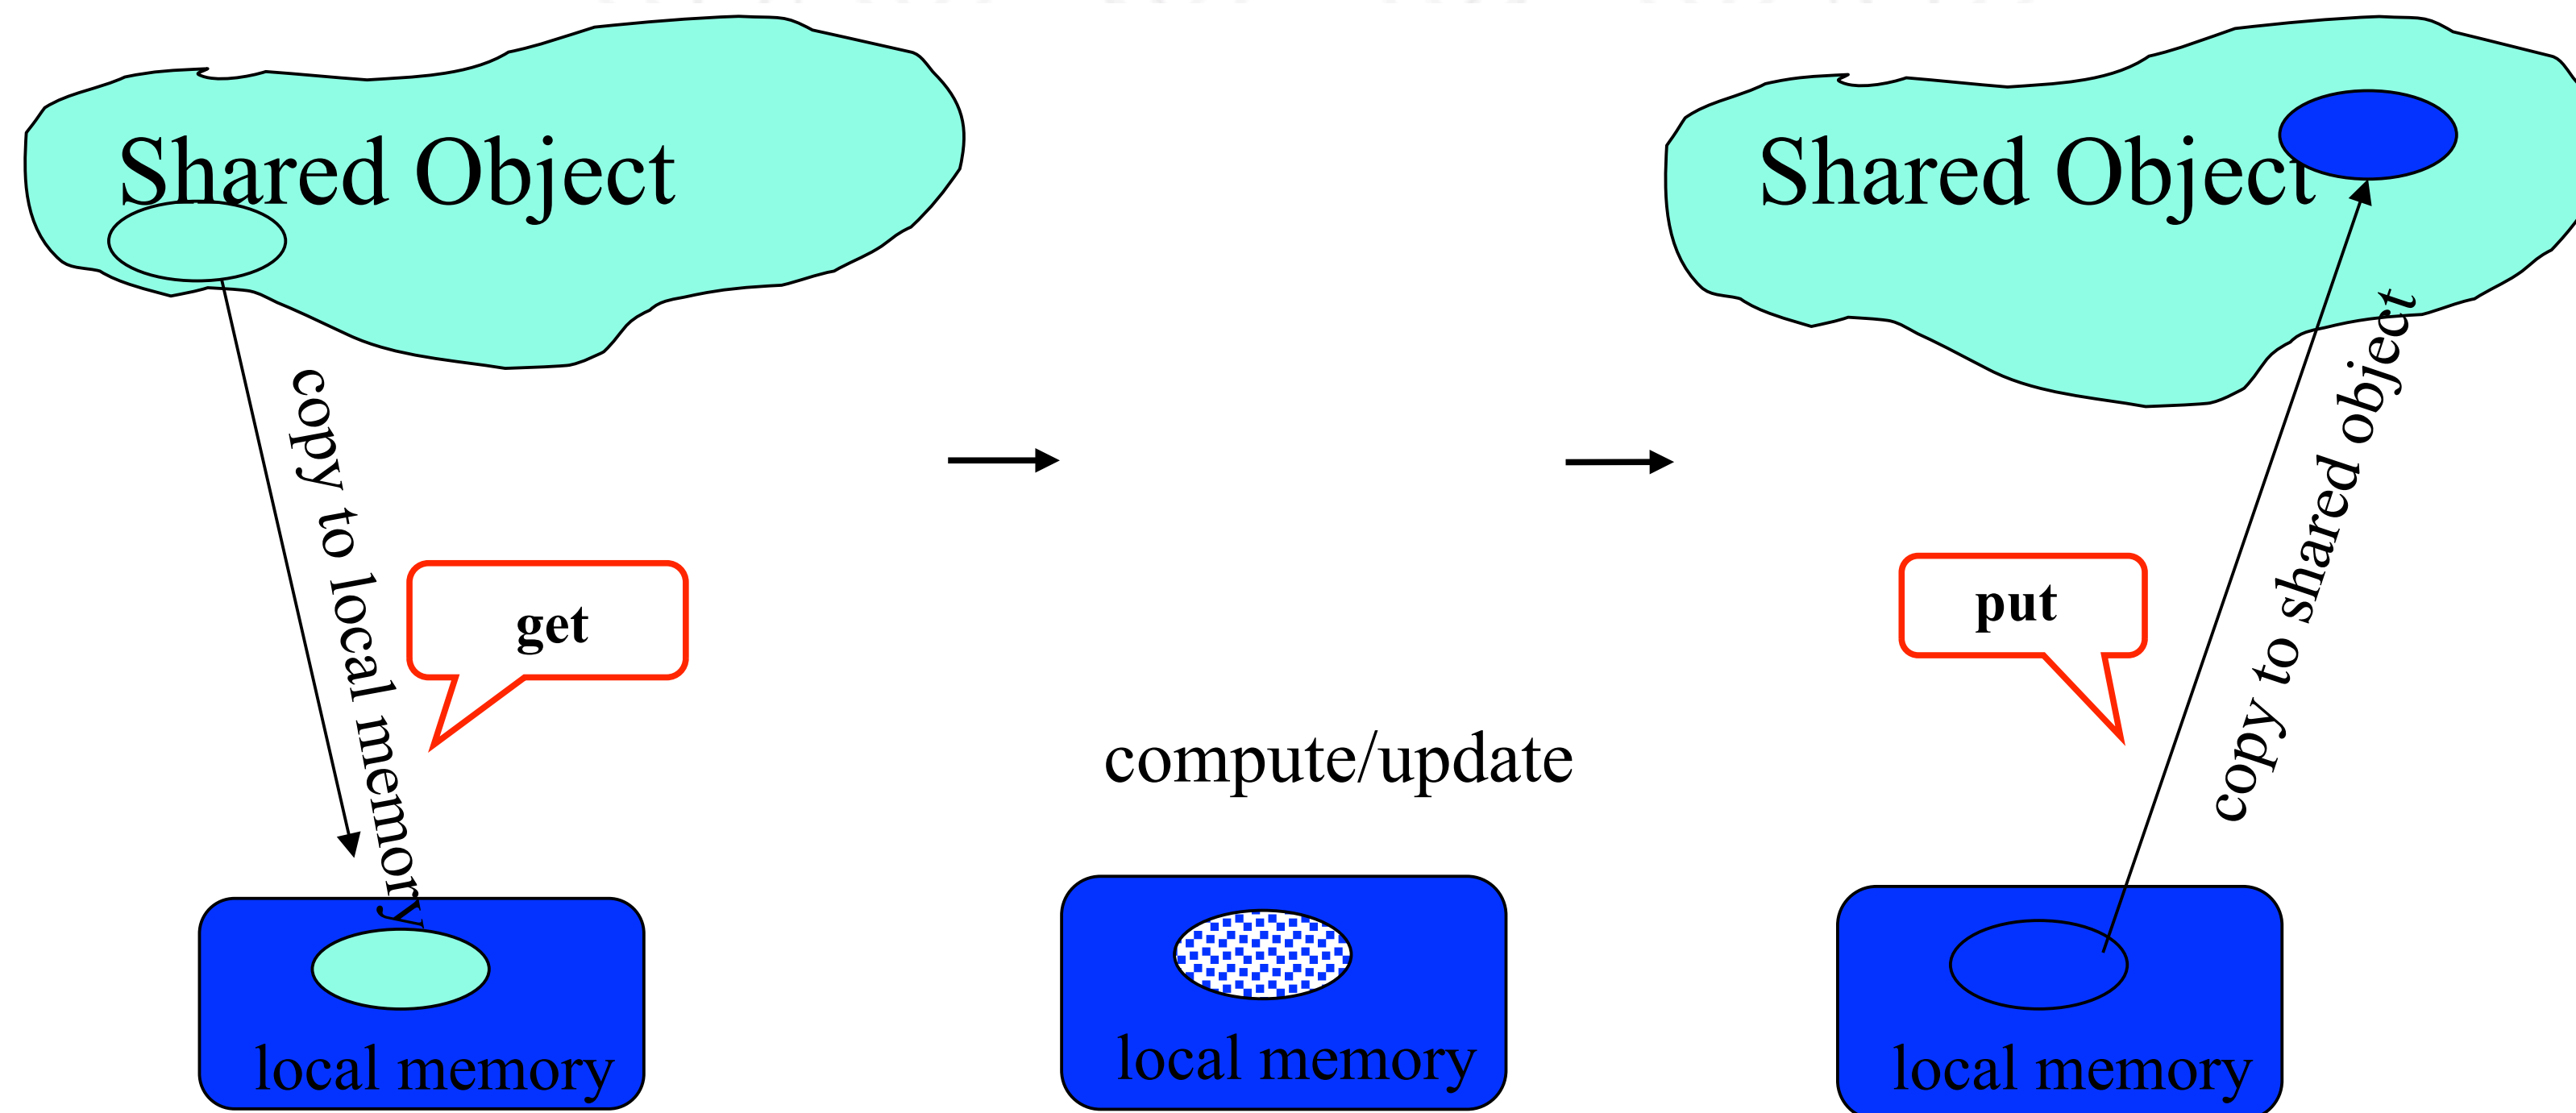 Shared Object
copy to local memory
get
local memory
compute/update
local memory
Shared Object
put
copy to shared object
local memory